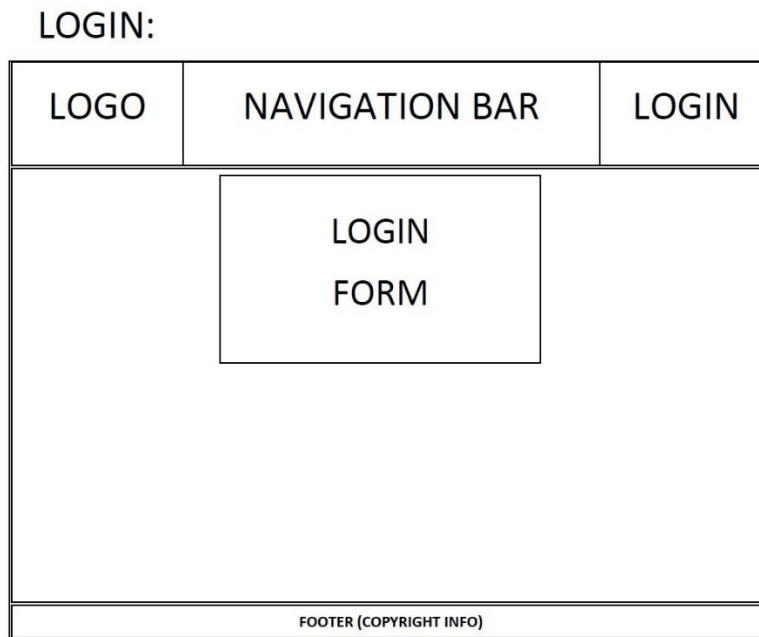 LOGIN:
LOGO NAVIGATION BAR LOGIN
LOGIN
FORM
FOOTER (COPYRIGHT INFO)